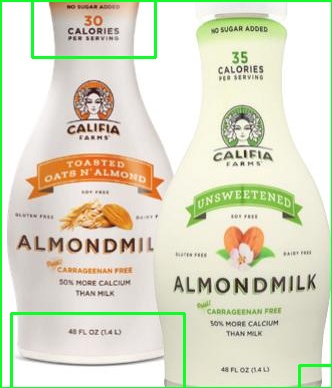 NO SUGAR ADDED
30
CALORIES
PER SERVING
CALIFIA
FARMS
TOASTED
OATS N' ALMOND
SOY FREE
GLUTEN FREE
DAIRY F
ALMONDMIL
CARRAGEENAN FREE
50% MORE CALCIUM
THAN MILK
48 FL OZ (1.4 L)
NO SUGAR ADDED
35
CALORIES
PER SERVING
CALIFIA
FARMS
UNSWEETENED
SOY FREE
GLUTEN FREE
DAIRY FREE
ALMONDMILK
CARRAGEENAN FREE
50% MORE CALCIUM
THAN MILK
48 FL OZ (1.4 L)